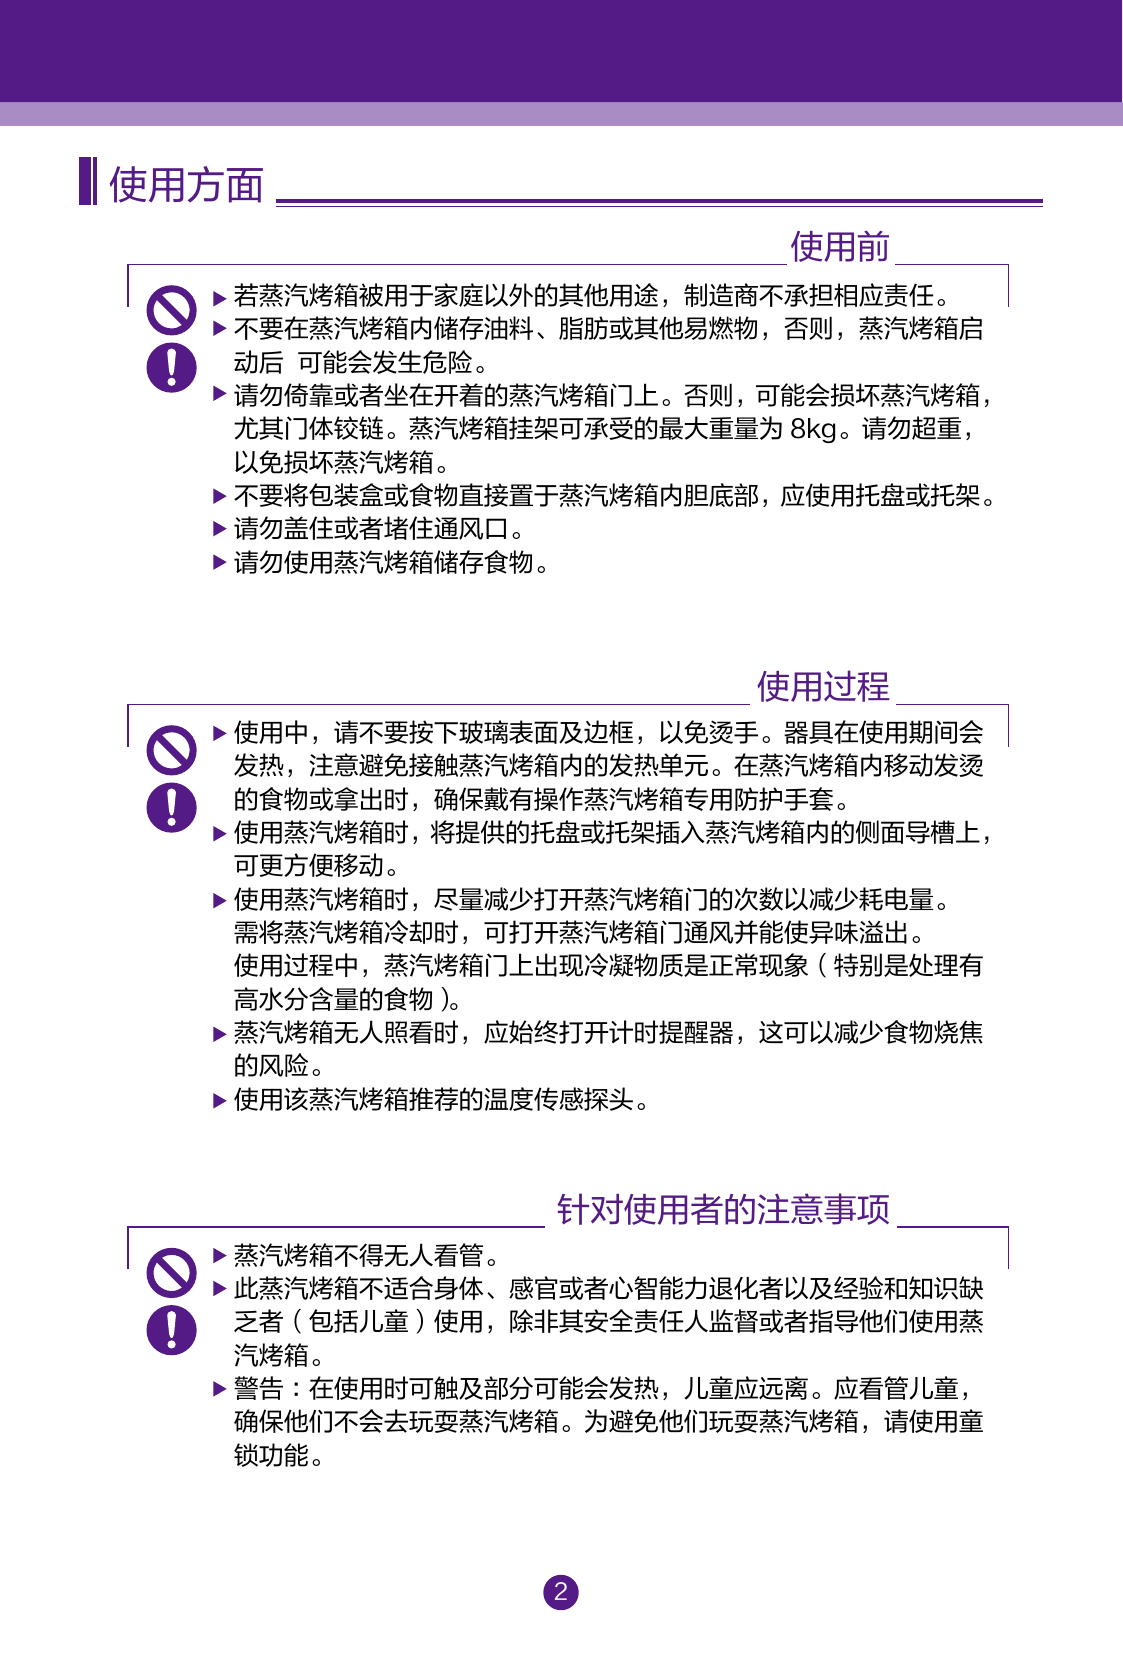 使用方面
使用前
若蒸汽烤箱被用于家庭以外的其他用途，制造商不承担相应责任。
不要在蒸汽烤箱内储存油料、脂肪或其他易燃物，否则，蒸汽烤箱启
动后 可能会发生危险。
请勿倚靠或者坐在开着的蒸汽烤箱门上。否则，可能会损坏蒸汽烤箱，
尤其门体铰链。蒸汽烤箱挂架可承受的最大重量为 8kg。请勿超重，
以免损坏蒸汽烤箱。
不要将包装盒或食物直接置于蒸汽烤箱内胆底部，应使用托盘或托架。
请勿盖住或者堵住通风口。
请勿使用蒸汽烤箱储存食物。
使用过程
使用中，请不要按下玻璃表面及边框，以免烫手。器具在使用期间会
发热，注意避免接触蒸汽烤箱内的发热单元。在蒸汽烤箱内移动发烫
的食物或拿出时，确保戴有操作蒸汽烤箱专用防护手套。
使用蒸汽烤箱时，将提供的托盘或托架插入蒸汽烤箱内的侧面导槽上，
可更方便移动。
使用蒸汽烤箱时，尽量减少打开蒸汽烤箱门的次数以减少耗电量。
需将蒸汽烤箱冷却时，可打开蒸汽烤箱门通风并能使异味溢出。
使用过程中，蒸汽烤箱门上出现冷凝物质是正常现象（特别是处理有
高水分含量的食物）。
蒸汽烤箱无人照看时，应始终打开计时提醒器，这可以减少食物烧焦
的风险。
使用该蒸汽烤箱推荐的温度传感探头。
针对使用者的注意事项
蒸汽烤箱不得无人看管。
此蒸汽烤箱不适合身体、感官或者心智能力退化者以及经验和知识缺
乏者（包括儿童）使用，除非其安全责任人监督或者指导他们使用蒸
汽烤箱。
警告：在使用时可触及部分可能会发热，儿童应远离。应看管儿童，
确保他们不会去玩耍蒸汽烤箱。为避免他们玩耍蒸汽烤箱，请使用童
锁功能。
2